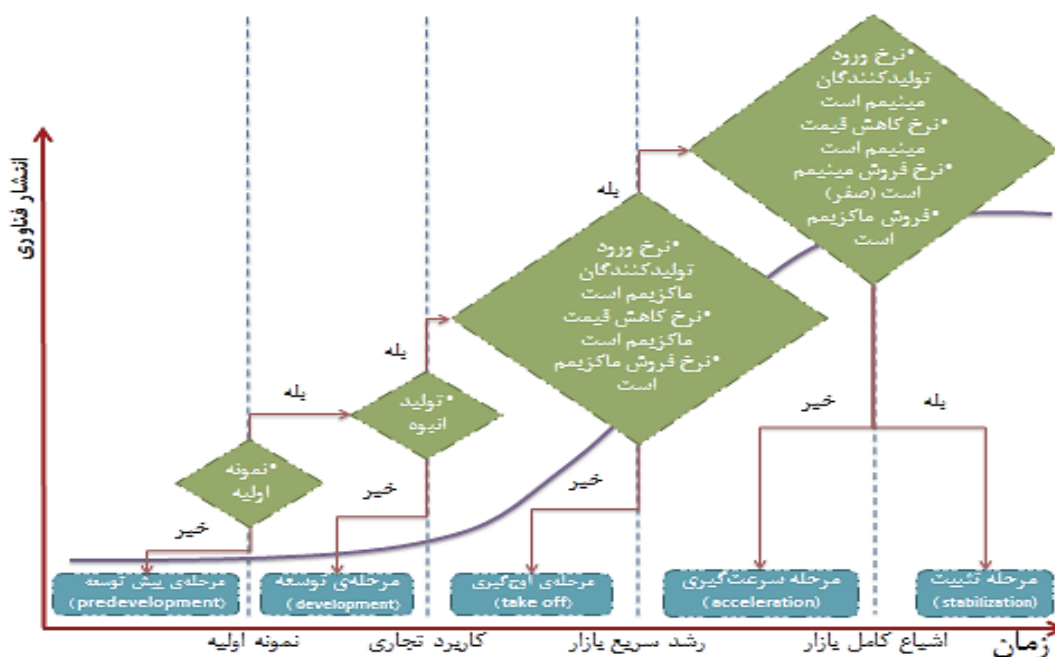 •نرخ ورود
تولیدکنندگان
مینیمم است
•نرخ کاهش قیمت
مینیمم است
•نرخ فروش مینیمم
است (صفر)
•فروش ماکزیمم
است
بله
انتشار فناوری
•نرخ ورود
تولیدکنندگان
ماکزیمم است
•نرخ کاهش قیمت
ماکزیمم است
•نرخ فروش ماکزیمم
است
بله
•تولید
انبوه
بله
خیر
بله
•نمونه
اولیه
خیر
خیر
خیر
مرحله‌ی پیش توسعه
(predevelopment)
مرحله‌ی توسعه
(development)
مرحله‌ی اوج‌گیری
(take off)
مرحله سرعت‌گیری
(acceleration)
مرحله تثبیت
(stabilization)
نمونه اولیه
کاربرد تجاری
رشد سریع بازار
اشباع کامل بازار
زمان